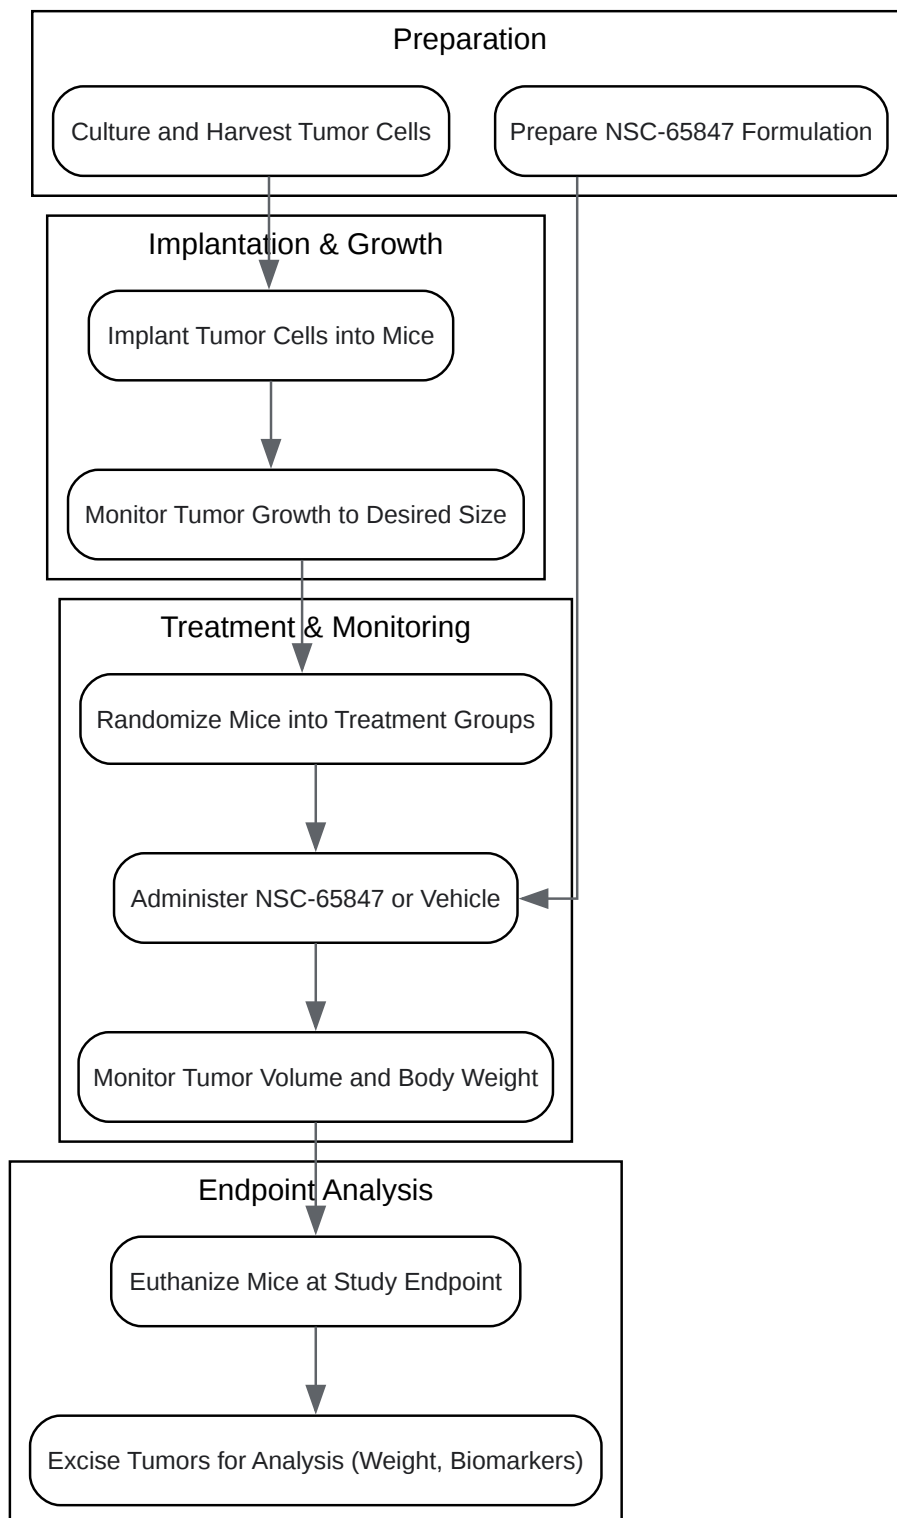 Preparation
Culture and Harvest Tumor Cells
Prepare NSC-65847 Formulation
Implantation & Growth
Implant Tumor Cells into Mice
Monitor Tumor Growth to Desired Size
Treatment & Monitoring
Randomize Mice into Treatment Groups
Administer NSC-65847 or Vehicle
Monitor Tumor Volume and Body Weight
Endpoint Analysis
Euthanize Mice at Study Endpoint
Excise Tumors for Analysis (Weight, Biomarkers)